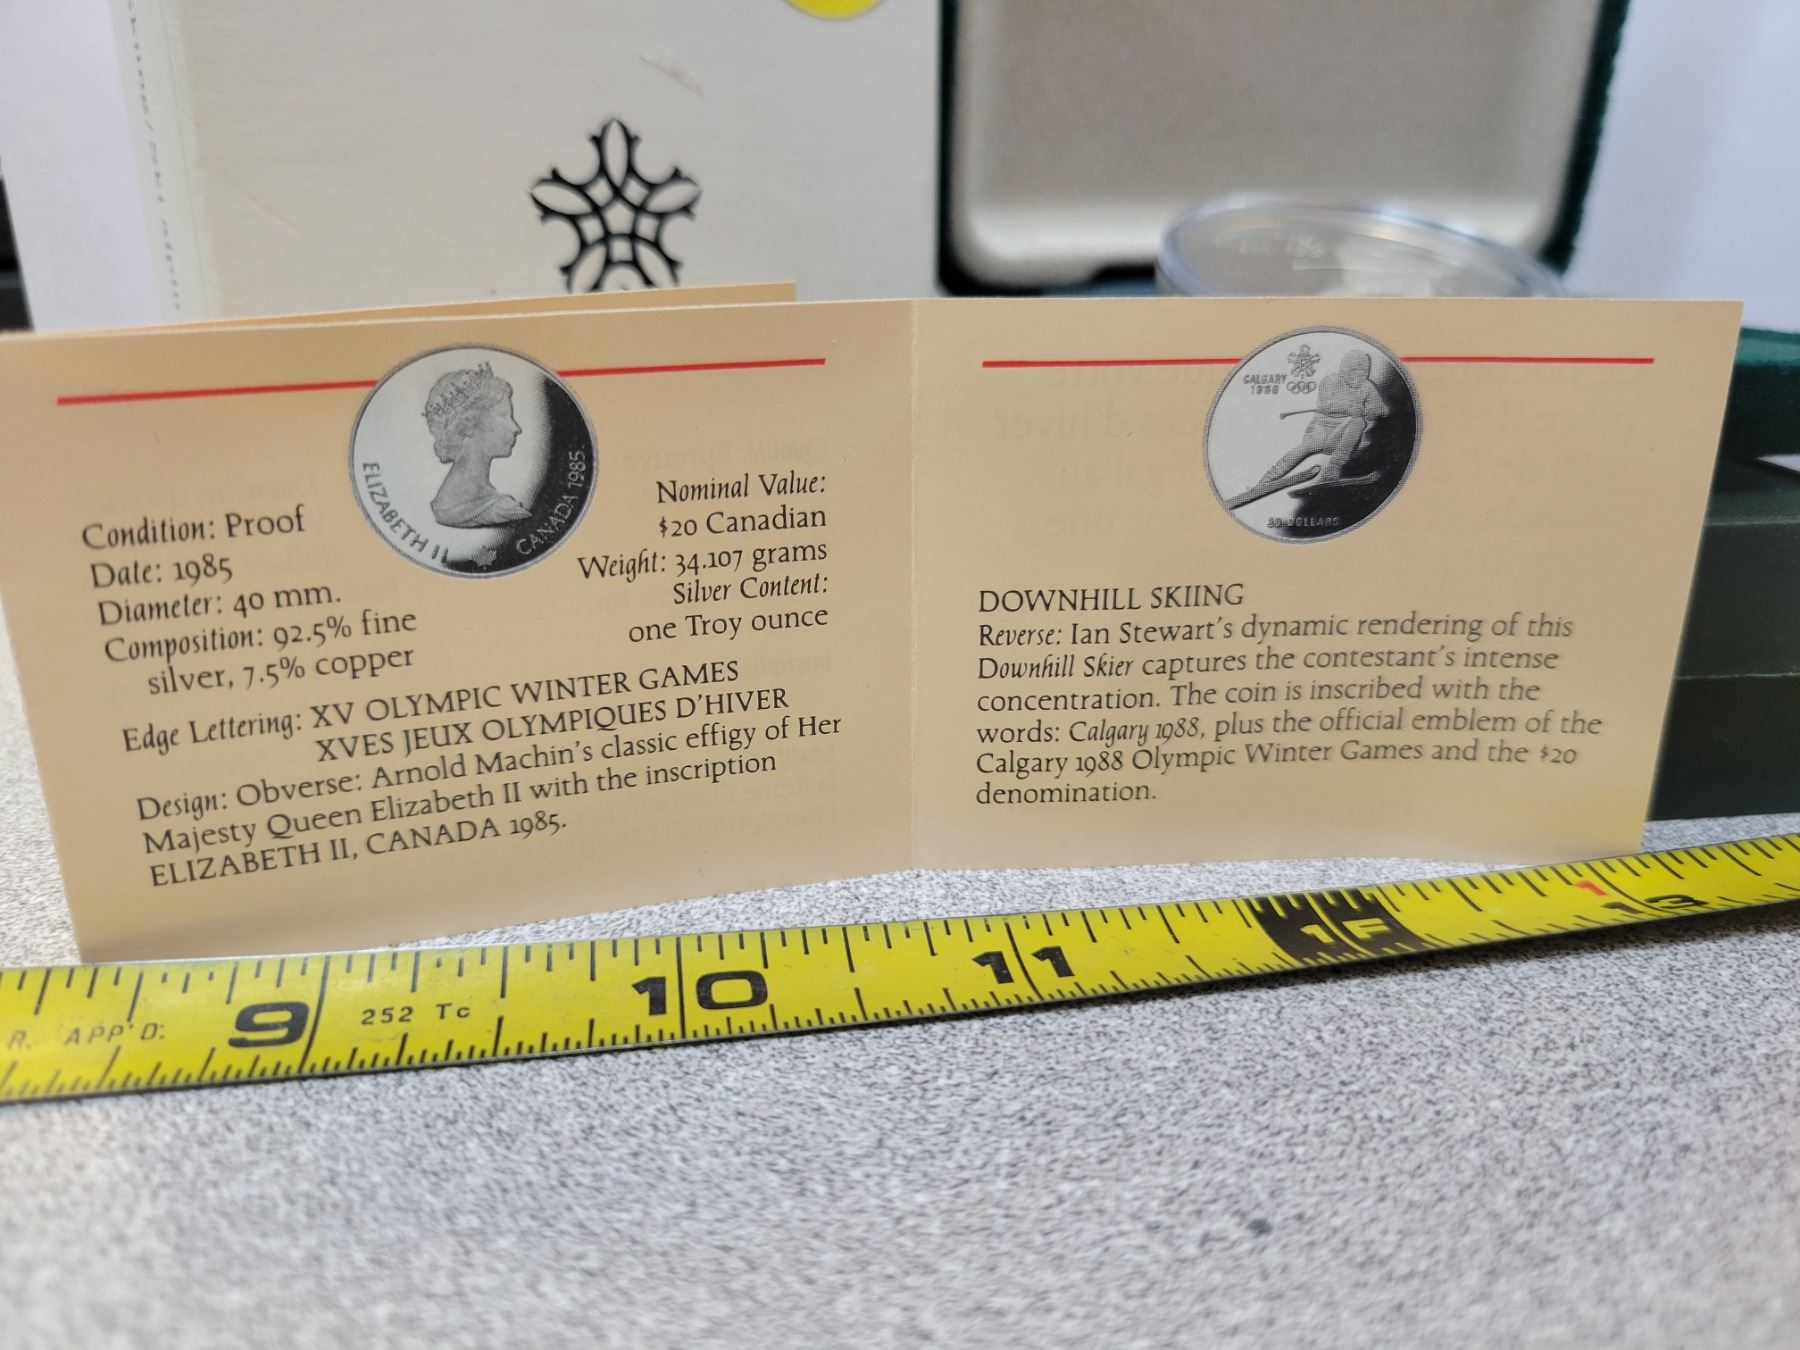 ELIZABETH II CANADA 1985
Condition: Proof
Date: 1985
Diameter: 40 mm.
Composition: 92.5% fine
silver, 7.5% copper
Nominal Value:
$20 Canadian
Weight: 34.107 grams
Silver Content:
one Troy ounce
Edge Lettering: XV OLYMPIC WINTER GAMES
XVES JEUX OLYMPIQUES D'HIVER
Design: Obverse: Arnold Machin's classic effigy of Her
Majesty Queen Elizabeth II with the inscription
ELIZABETH II, CANADA 1985.
CALGARY
1988
20 DOLLARS
DOWNHILL SKIING
Reverse: Ian Stewart's dynamic rendering of this
Downhill Skier captures the contestant's intense
concentration. The coin is inscribed with the
words: Calgary 1988, plus the official emblem of the
Calgary 1988 Olympic Winter Games and the $20
denomination.
R. APP'D: 9 252 Tc 10 11 1F 1 13